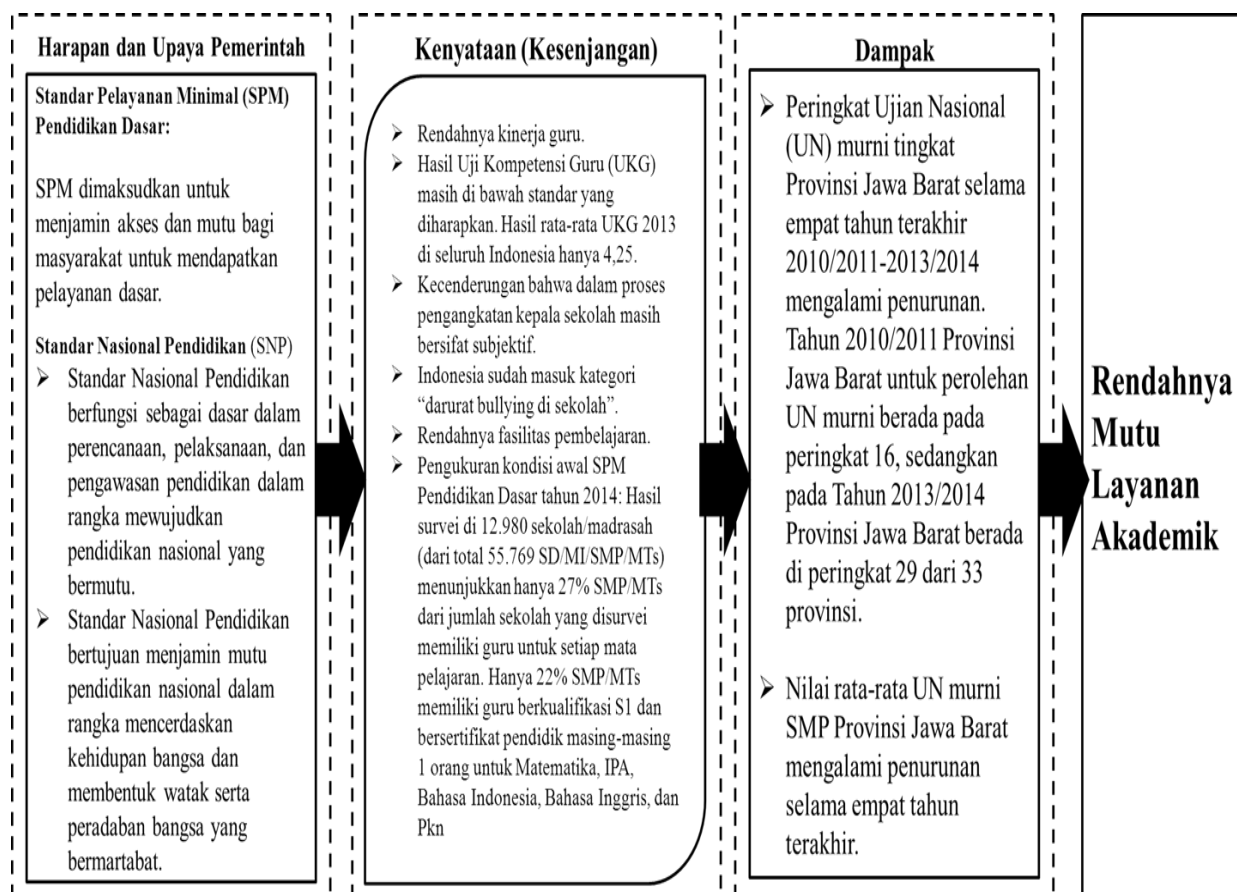 Harapan dan Upaya Pemerintah
Standar Pelayanan Minimal (SPM)
Pendidikan Dasar:
SPM dimaksudkan untuk
menjamin akses dan mutu bagi
masyarakat untuk mendapatkan
pelayanan dasar.
Standar Nasional Pendidikan (SNP)
➢ Standar Nasional Pendidikan
berfungsi sebagai dasar dalam
perencanaan, pelaksanaan, dan
pengawasan pendidikan dalam
rangka mewujudkan
pendidikan nasional yang
bermutu.
➢ Standar Nasional Pendidikan
bertujuan menjamin mutu
pendidikan nasional dalam
rangka mencerdaskan
kehidupan bangsa dan
membentuk watak serta
peradaban bangsa yang
bermartabat.
Kenyataan (Kesenjangan)
➢ Rendahnya kinerja guru.
➢ Hasil Uji Kompetensi Guru (UKG)
masih di bawah standar yang
diharapkan. Hasil rata-rata UKG 2013
di seluruh Indonesia hanya 4,25.
➢ Kecenderungan bahwa dalam proses
pengangkatan kepala sekolah masih
bersifat subjektif.
➢ Indonesia sudah masuk kategori
“darurat bullying di sekolah”.
➢ Rendahnya fasilitas pembelajaran.
➢ Pengukuran kondisi awal SPM
Pendidikan Dasar tahun 2014: Hasil
survei di 12.980 sekolah/madrasah
(dari total 55.769 SD/MI/SMP/MTs)
menunjukkan hanya 27% SMP/MTs
dari jumlah sekolah yang disurvei
memiliki guru untuk setiap mata
pelajaran. Hanya 22% SMP/MTs
memiliki guru berkualifikasi S1 dan
bersertifikat pendidik masing-masing
1 orang untuk Matematika, IPA,
Bahasa Indonesia, Bahasa Inggris, dan
Pkn
Dampak
➢ Peringkat Ujian Nasional
(UN) murni tingkat
Provinsi Jawa Barat selama
empat tahun terakhir
2010/2011-2013/2014
mengalami penurunan.
Tahun 2010/2011 Provinsi
Jawa Barat untuk perolehan
UN murni berada pada
peringkat 16, sedangkan
pada Tahun 2013/2014
Provinsi Jawa Barat berada
di peringkat 29 dari 33
provinsi.
➢ Nilai rata-rata UN murni
SMP Provinsi Jawa Barat
mengalami penurunan
selama empat tahun
terakhir.
Rendahnya
Mutu
Layanan
Akademik